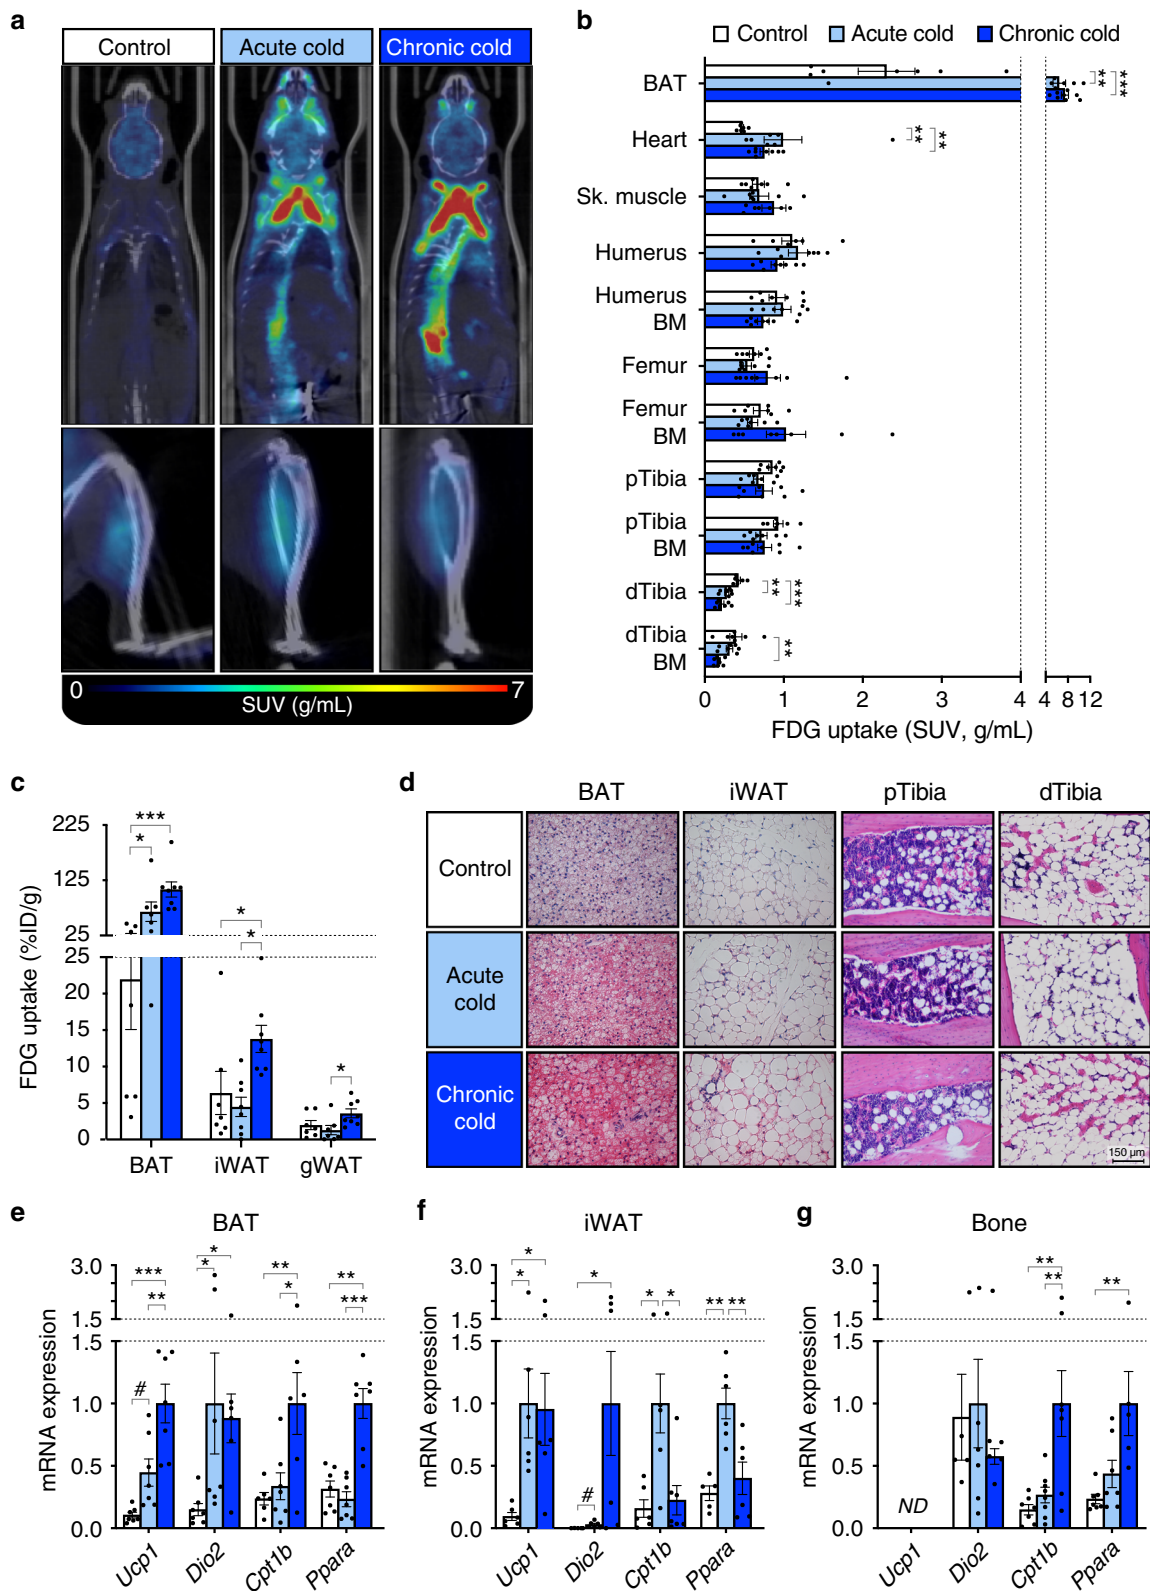 a
Control
Acute cold
Chronic cold
0
7
SUV (g/mL)
b
Control
Acute cold
Chronic cold
BAT
Heart
Sk. muscle
Humerus
Humerus
BM
Femur
Femur
BM
pTibia
pTibia
BM
dTibia
dTibia
BM
**
***
**
**
**
***
**
0 1 2 3 4 4 8 12
FDG uptake (SUV, g/mL)
c
FDG uptake (%ID/g)
225
125
25
25
20
15
10
5
0
***
*
*
*
*
BAT iWAT gWAT
d
BAT iWAT pTibia dTibia
Control
Acute
cold
Chronic
cold
150 µm
e
BAT
mRNA expression
3.0
1.5
1.5
1.0
0.5
0.0
***
**
#
*
*
**
*
**
***
Ucp1 Dio2 Cpt1b Ppara
f
iWAT
mRNA expression
3.0
1.5
1.5
1.0
0.5
0.0
*
*
*
#
* *
** **
Ucp1 Dio2 Cpt1b Ppara
g
Bone
mRNA expression
3.0
1.5
1.5
1.0
0.5
0.0
ND
**
**
**
Ucp1 Dio2 Cpt1b Ppara